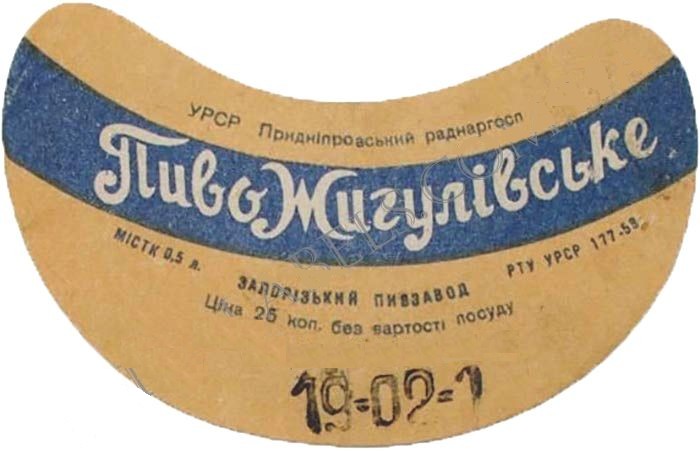 УРСР Придніпровський раднаргосп
Пиво Жигулівське
МІСТК 0,5 л.
РТУ УРСР 177-59.
ЗАПОРІЗЬКИЙ ПИВЗАВОД
Ціна 25 коп. без вартості посуду
19=02=1